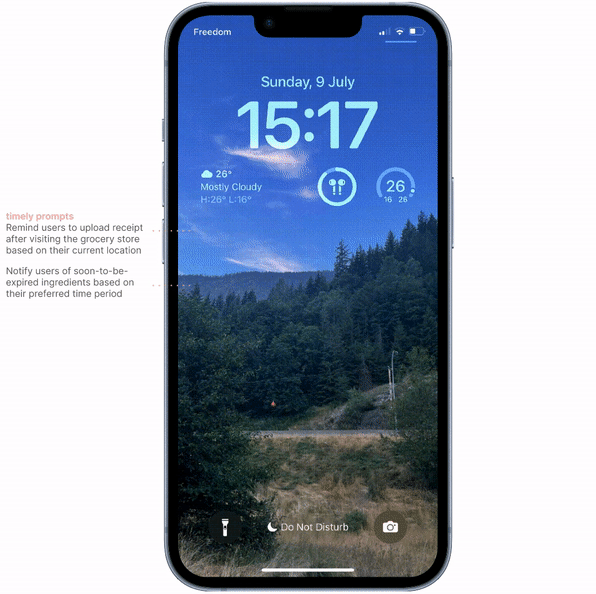 Freedom
Sunday, 9 July
15:17
26°
Mostly Cloudy
H:26° L:16°
26
16 26
timely prompts
Remind users to upload receipt
after visiting the grocery store
based on their current location
Notify users of soon-to-be-
expired ingredients based on
their preferred time period
Do Not Disturb